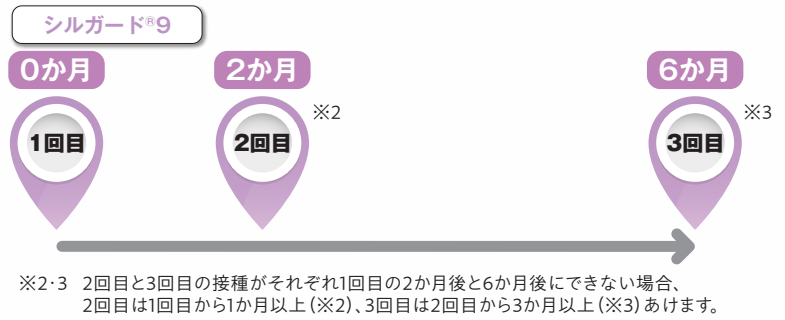 シルガード®9
0か月 2か月 6か月
1回目 2回目 ※2 3回目 ※3
※2·3 2回目と3回目の接種がそれぞれ1回目の2か月後と6か月後にできない場合、
2回目は1回目から1か月以上(※2)、3回目は2回目から3か月以上(※3)あけます。